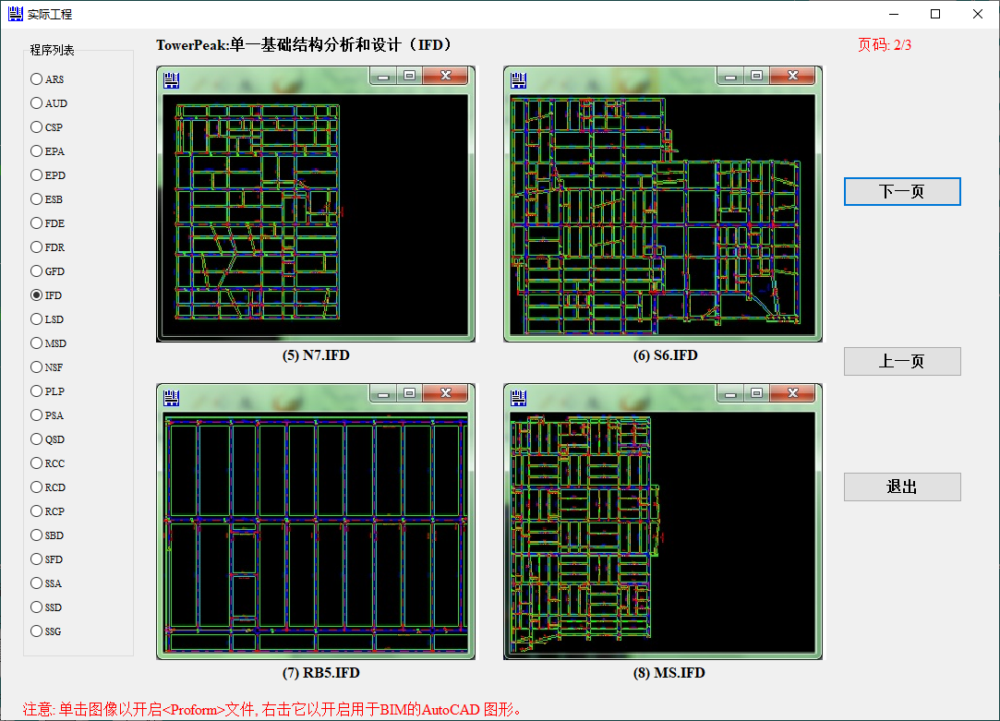 实际工程
程序列表
TowerPeak:单一基础结构分析和设计（IFD）
页码: 2/3
ARS
AUD
CSP
EPA
EPD
ESB
FDE
FDR
GFD
IFD
LSD
MSD
NSF
PLP
PSA
QSD
RCC
RCD
RCP
SBD
SFD
SSA
SSD
SSG
(5) N7.IFD
(6) S6.IFD
(7) RB5.IFD
(8) MS.IFD
下一页
上一页
退出
注意: 单击图像以开启<Proform>文件, 右击它以开启用于BIM的AutoCAD 图形。